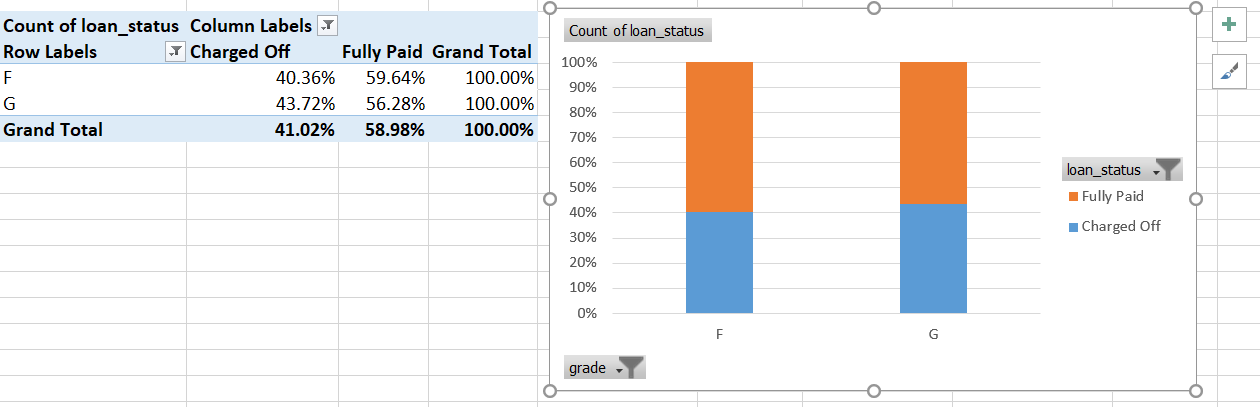 Count of loan_status Column Labels
Row Labels Charged Off Fully Paid Grand Total
F 40.36% 59.64% 100.00%
G 43.72% 56.28% 100.00%
Grand Total 41.02% 58.98% 100.00%
Count of loan_status
100%
90%
80%
70%
60%
50%
40%
30%
20%
10%
0%
F G
grade
loan_status
Fully Paid
Charged Off